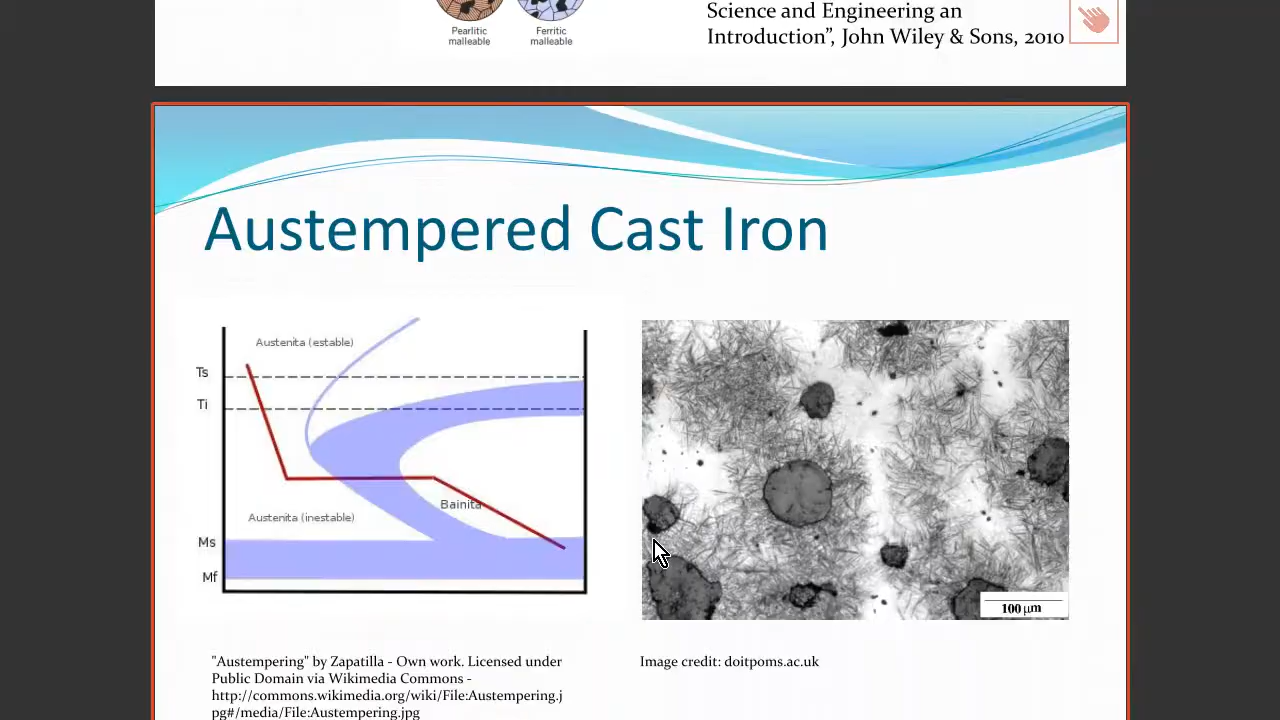 Pearlitic
malleable
Ferritic
malleable
Science and Engineering an
Introduction”, John Wiley & Sons, 2010
Austempered Cast Iron
Austenita (estable)
Ts
Ti
Bainita
Austenita (inestable)
Ms
Mf
100 μm
"Austempering" by Zapatilla - Own work. Licensed under
Public Domain via Wikimedia Commons -
http://commons.wikimedia.org/wiki/File:Austempering.j
pg#/media/File:Austempering.jpg
Image credit: doitpoms.ac.uk